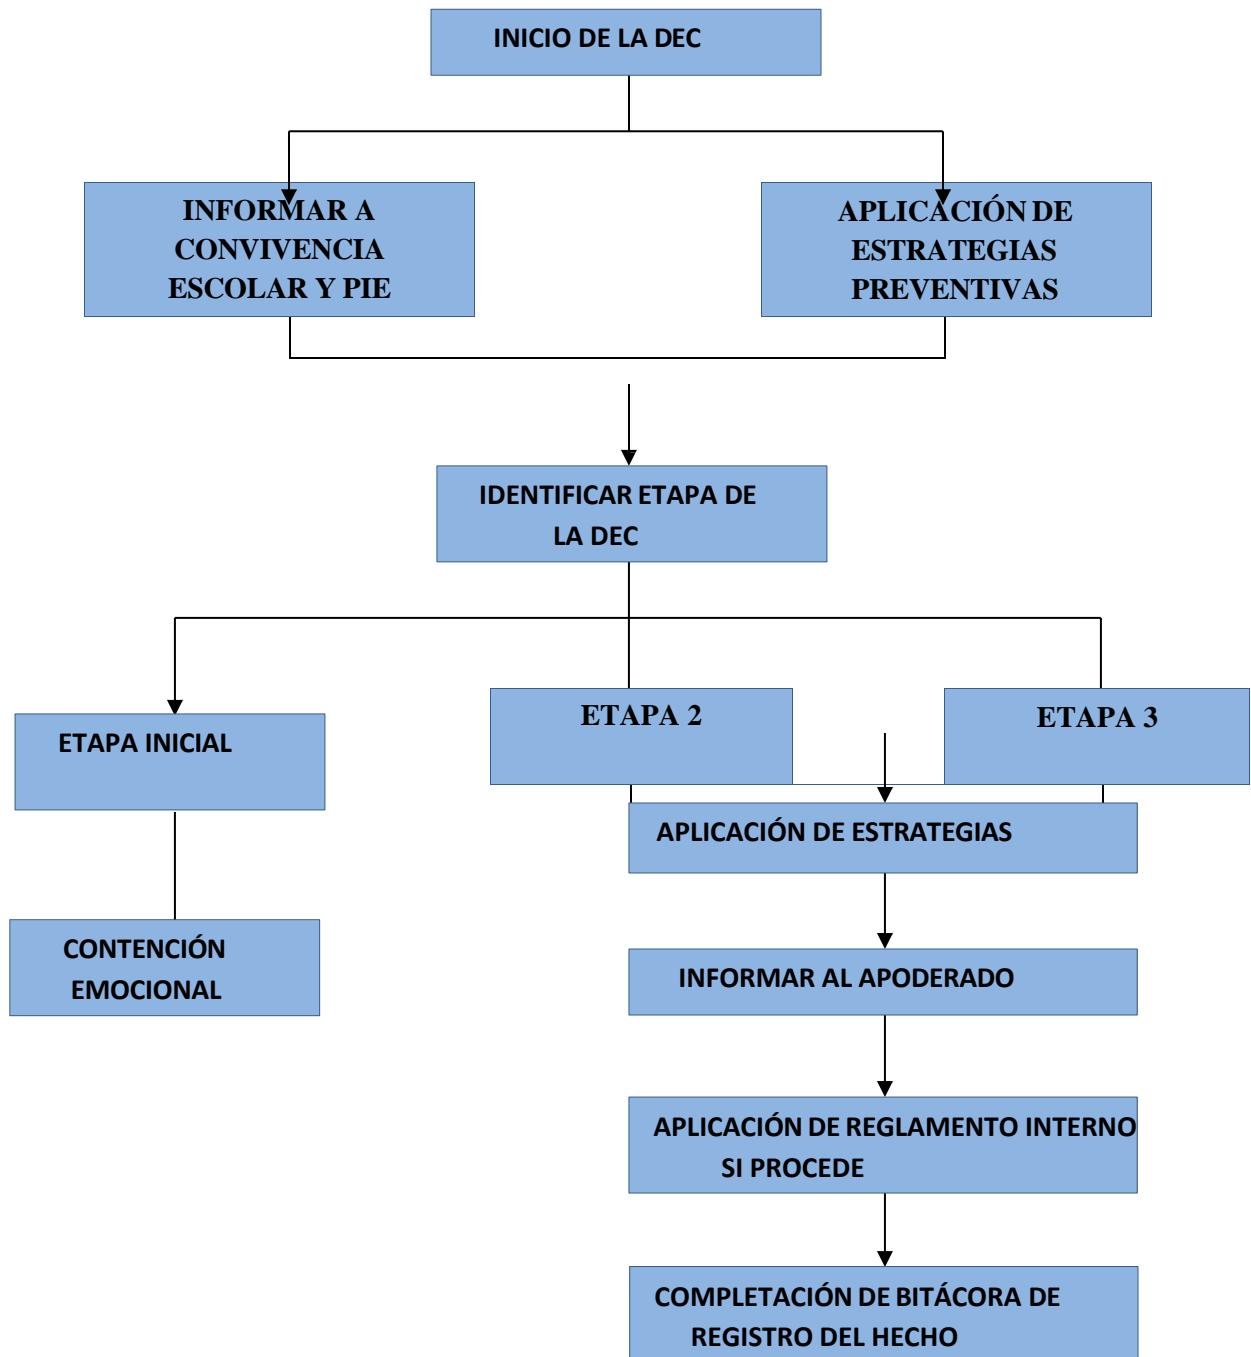 INICIO DE LA DEC
INFORMAR A
CONVIVENCIA
ESCOLAR Y PIE
APLICACIÓN DE
ESTRATEGIAS
PREVENTIVAS
IDENTIFICAR ETAPA DE
LA DEC
ETAPA INICIAL
ETAPA 2
ETAPA 3
CONTENCIÓN
EMOCIONAL
APLICACIÓN DE ESTRATEGIAS
INFORMAR AL APODERADO
APLICACIÓN DE REGLAMENTO INTERNO
SI PROCEDE
COMPLETACIÓN DE BITÁCORA DE
REGISTRO DEL HECHO